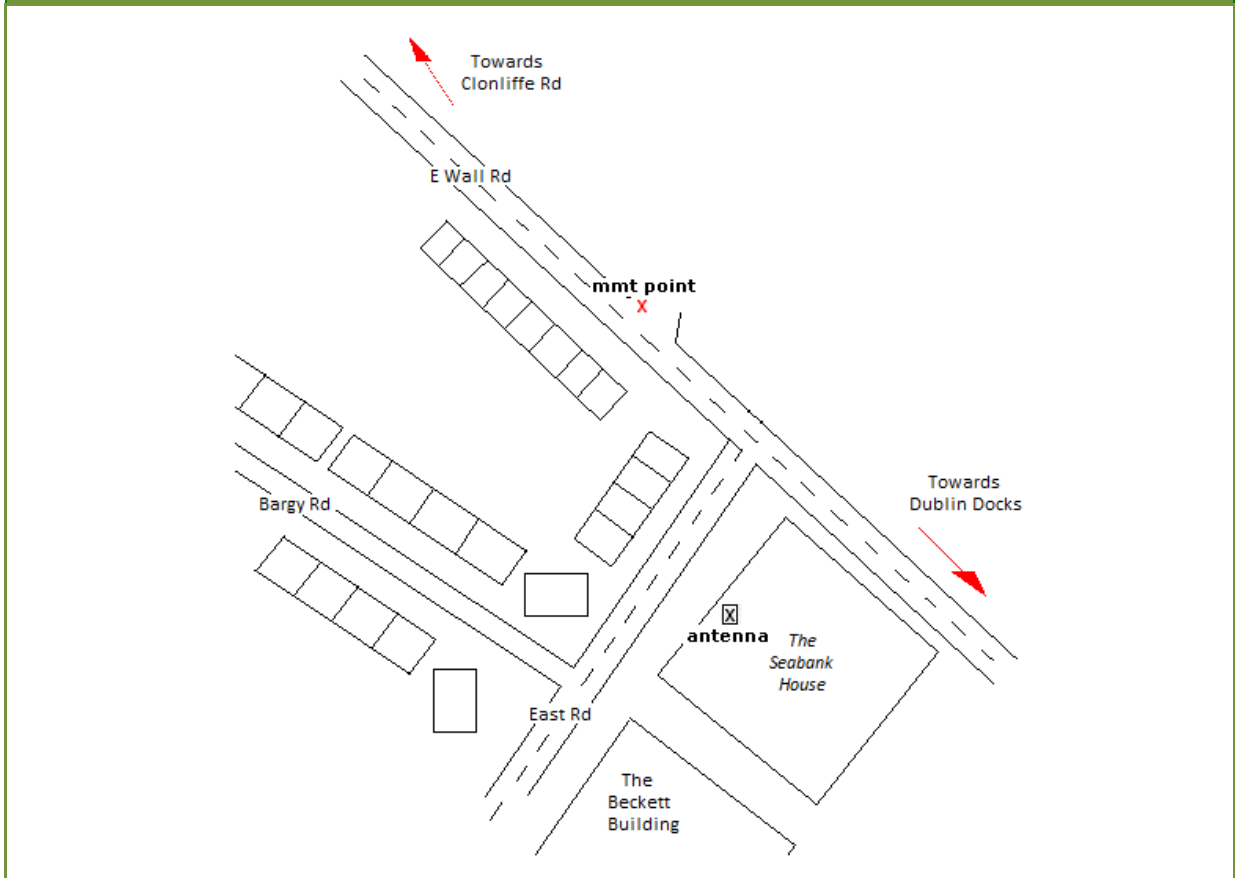 Towards
Clonliffe Rd
E Wall Rd
mmt point
X
Towards
Dublin Docks
Bargy Rd
X
antenna
The
Seabank
House
East Rd
The
Beckett
Building